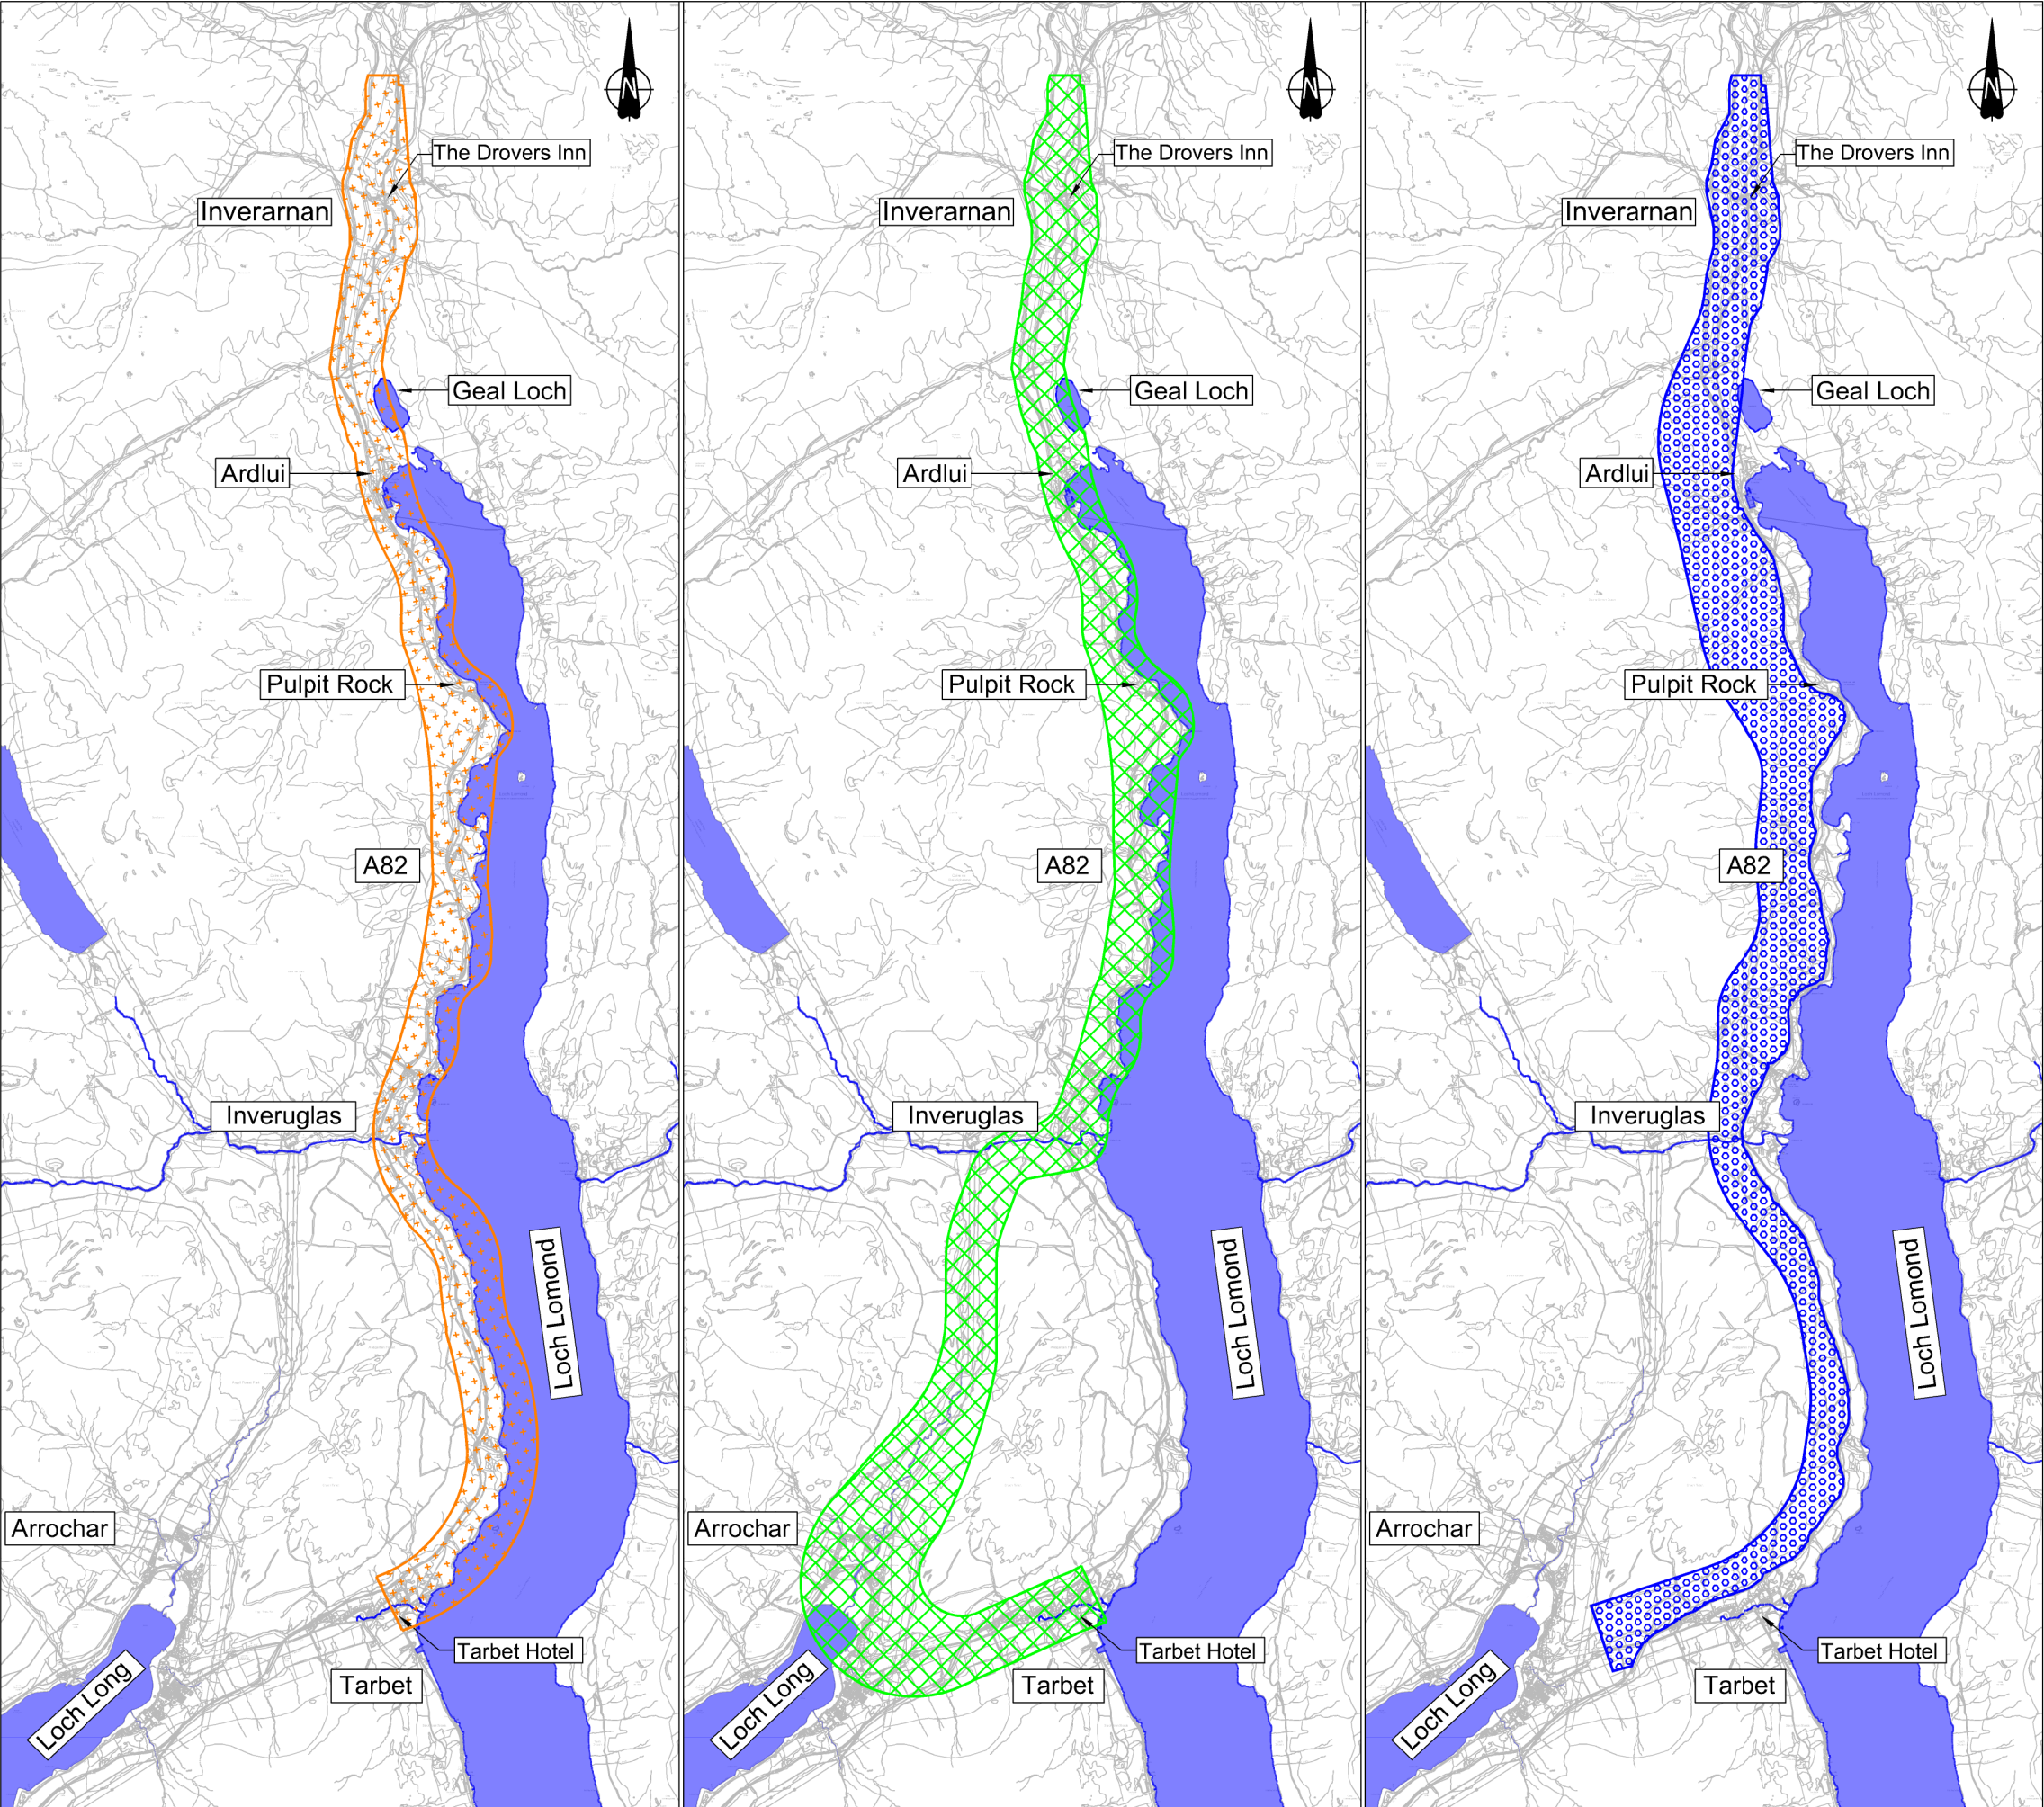 N
The Drovers Inn
Inverarnan
Geal Loch
Ardlui
Pulpit Rock
A82
Inveruglas
Loch Lomond
Arrochar
Tarbet Hotel
Tarbet
Loch Long
N
The Drovers Inn
Inverarnan
Geal Loch
Ardlui
Pulpit Rock
A82
Inveruglas
Loch Lomond
Arrochar
Tarbet Hotel
Tarbet
Loch Long
N
The Drovers Inn
Inverarnan
Geal Loch
Ardlui
Pulpit Rock
A82
Inveruglas
Loch Lomond
Arrochar
Tarbet Hotel
Tarbet
Loch Long